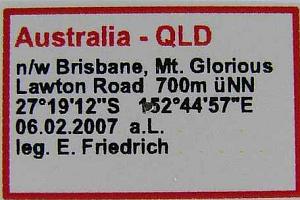 Australia - QLD
n/w Brisbane, Mt. Glorious
Lawton Road 700m üNN
27°19'12"S 152°44'57"E
06.02.2007 a.L.
leg. E. Friedrich